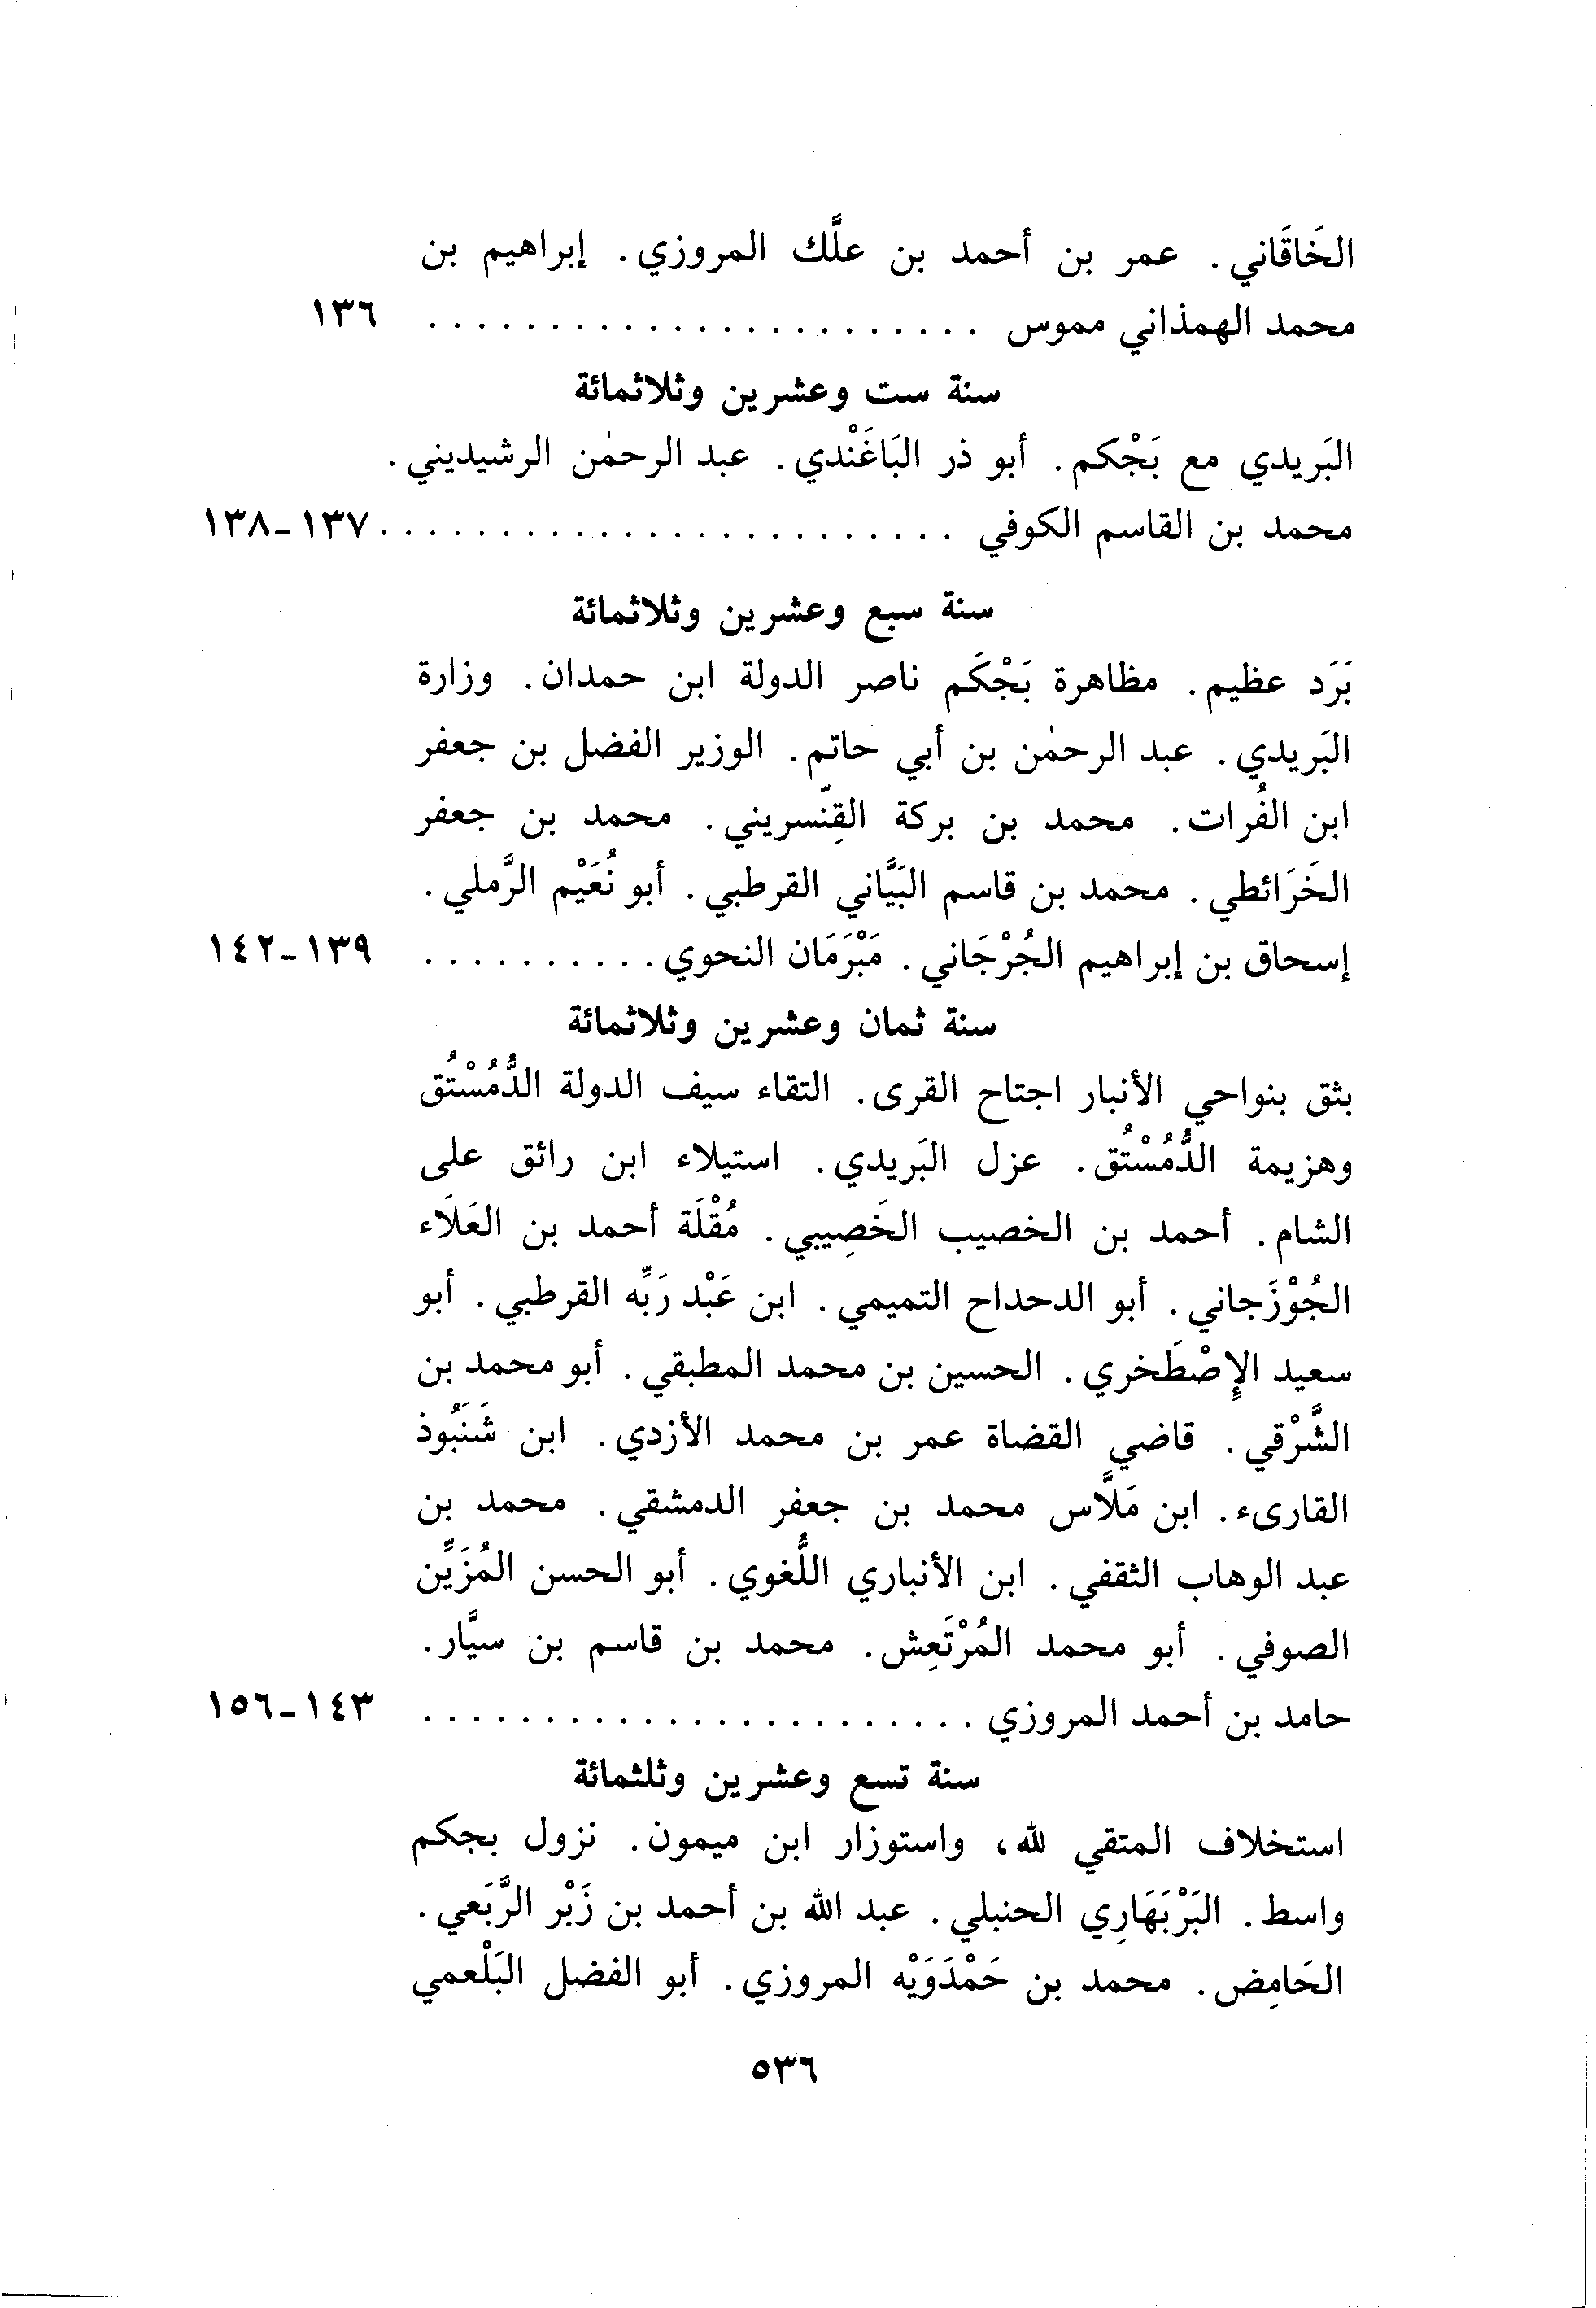 الخَاقَاني. عمر بن أحمد بن علَّك المروزي. إبراهيم بن
محمد الهمذاني مموس . . . . . . . . . . . . . . . . . . . . . . . ١٣٦
سنة ست وعشرين وثلاثمائة
البَريدي مع بَجْكم. أبو ذر البَاغَنْدي. عبد الرحمٰن الرشيديني.
محمد بن القاسم الكوفي . . . . . . . . . . . . . . . . . . . . . . . . ١٣٧-١٣٨
سنة سبع وعشرين وثلاثمائة
بَرَد عظيم. مظاهرة بَجْكَم ناصر الدولة ابن حمدان. وزارة
البَريدي. عبد الرحمٰن بن أبي حاتم. الوزير الفضل بن جعفر
ابن الفُرات. محمد بن بركة القِنّسريني. محمد بن جعفر
الخَرَائطي. محمد بن قاسم البَيَّاني القرطبي. أبو نُعَيْم الرَّملي.
إسحاق بن إبراهيم الجُرْجَاني. مَبْرَمَان النحوي . . . . . . . . . . ١٣٩-١٤٢
سنة ثمان وعشرين وثلاثمائة
بثق بنواحي الأنبار اجتاح القرى. التقاء سيف الدولة الدُّمُسْتُق
وهزيمة الدُّمُسْتُق. عزل البَريدي. استيلاء ابن رائق على
الشام. أحمد بن الخصيب الخَصِيبي. مُقْلَة أحمد بن العَلَاء
الجُوْزَجاني. أبو الدحداح التميمي. ابن عَبْد رَبِّه القرطبي. أبو
سعيد الإِصْطَخري. الحسين بن محمد المطبقي. أبو محمد بن
الشَّرْقي. قاضي القضاة عمر بن محمد الأزدي. ابن شَنَبُوذ
القارىء. ابن مَلَّاس محمد بن جعفر الدمشقي. محمد بن
عبد الوهاب الثقفي. ابن الأنباري اللُّغوي. أبو الحسن المُزَيِّن
الصوفي. أبو محمد المُرْتَعِش. محمد بن قاسم بن سيَّار.
حامد بن أحمد المروزي . . . . . . . . . . . . . . . . . . . . . . . ١٤٣-١٥٦
سنة تسع وعشرين وثلثمائة
استخلاف المتقي لله، واستوزار ابن ميمون. نزول بجكم
واسط. البَرْبَهَارِي الحنبلي. عبد الله بن أحمد بن زَبْر الرَّبَعي.
الحَامِض. محمد بن حَمْدَوَيْه المروزي. أبو الفضل البَلْعمي
٥٣٦